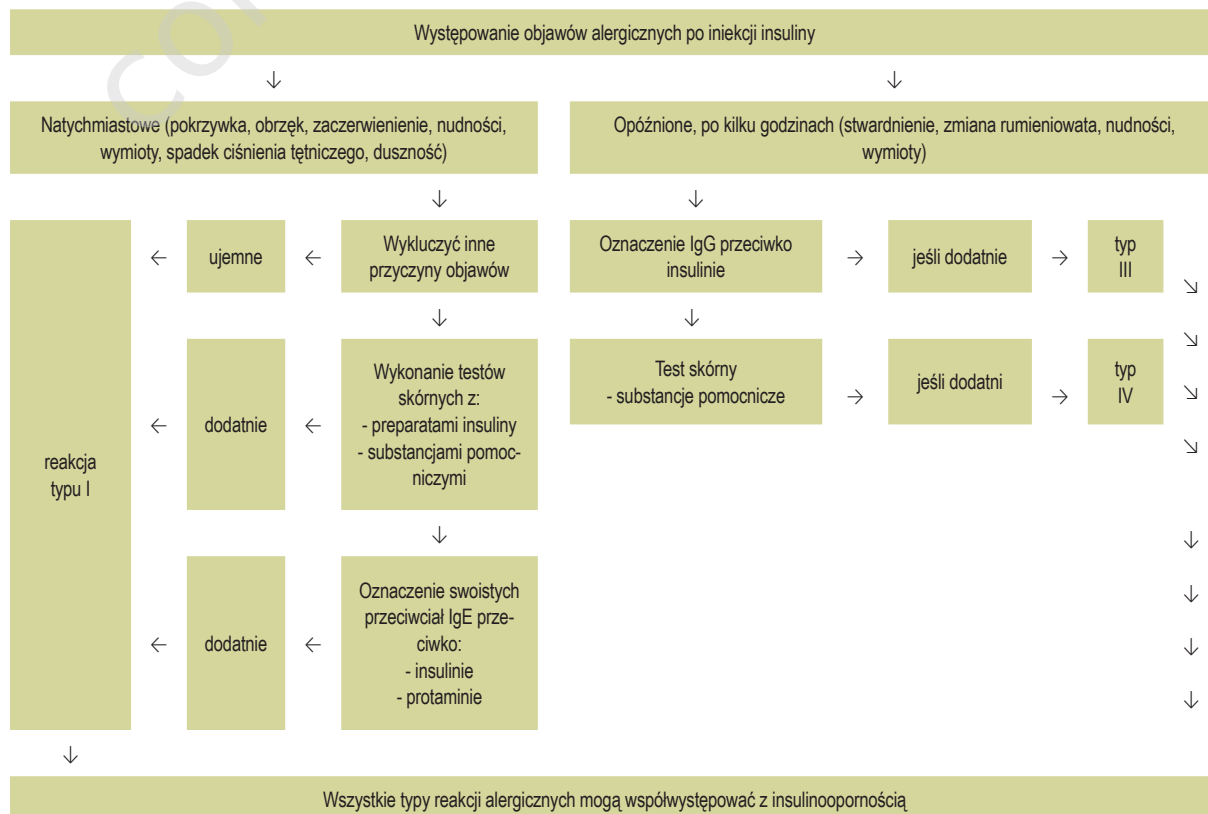 Występowanie objawów alergicznych po iniekcji insuliny
↓
↓
Natychmiastowe (pokrzywka, obrzęk, zaczerwienienie, nudności,
wymioty, spadek ciśnienia tętniczego, duszność)
Opóźnione, po kilku godzinach (stwardnienie, zmiana rumieniowata, nudności,
wymioty)
↓
↓
reakcja
typu I
←
ujemne
←
Wykluczyć inne
przyczyny objawów
↓
←
dodatnie
←
Wykonanie testów
skórnych z:
- preparatami insuliny
- substancjami pomoc-
niczymi
↓
←
dodatnie
←
Oznaczenie swoistych
przeciwciał IgE prze-
ciwko:
- insulinie
- protaminie
Oznaczenie IgG przeciwko
insulinie
→
jeśli dodatnie
→
typ
III
↓
Test skórny
- substancje pomocnicze
→
jeśli dodatni
→
typ
IV
↘
↘
↘
↘
↓
↓
↓
↓
↓
Wszystkie typy reakcji alergicznych mogą współwystępować z insulinoopornością